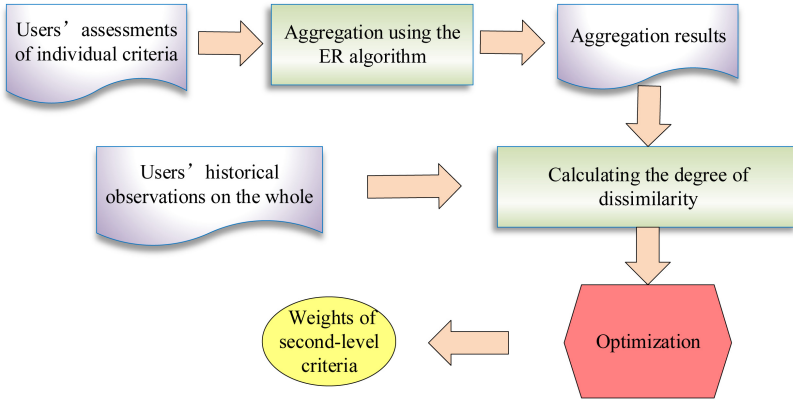 Users’ assessments
of individual criteria
Aggregation using the
ER algorithm
Aggregation results
Users’ historical
observations on the whole
Calculating the degree of
dissimilarity
Weights of
second-level
criteria
Optimization